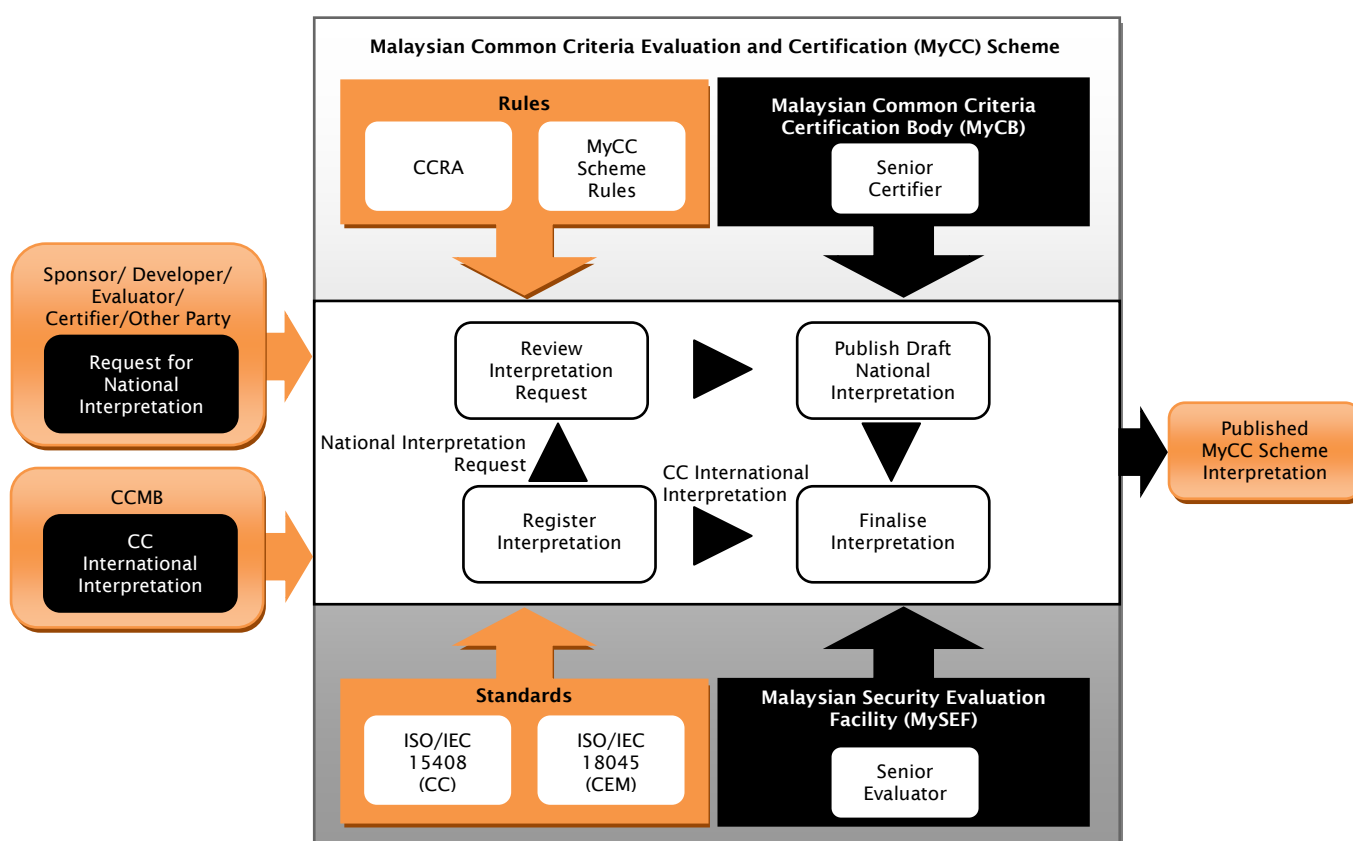 Malaysian Common Criteria Evaluation and Certification (MyCC) Scheme
Rules
CCRA
MyCC
Scheme
Rules
Malaysian Common Criteria
Certification Body (MyCB)
Senior
Certifier
Sponsor/ Developer/
Evaluator/
Certifier/Other Party
Request for
National
Interpretation
CCMB
CC
International
Interpretation
Review
Interpretation
Request
Publish Draft
National
Interpretation
National Interpretation
Request
CC International
Interpretation
Register
Interpretation
Finalise
Interpretation
Published
MyCC Scheme
Interpretation
Standards
ISO/IEC
15408
(CC)
ISO/IEC
18045
(CEM)
Malaysian Security Evaluation
Facility (MySEF)
Senior
Evaluator